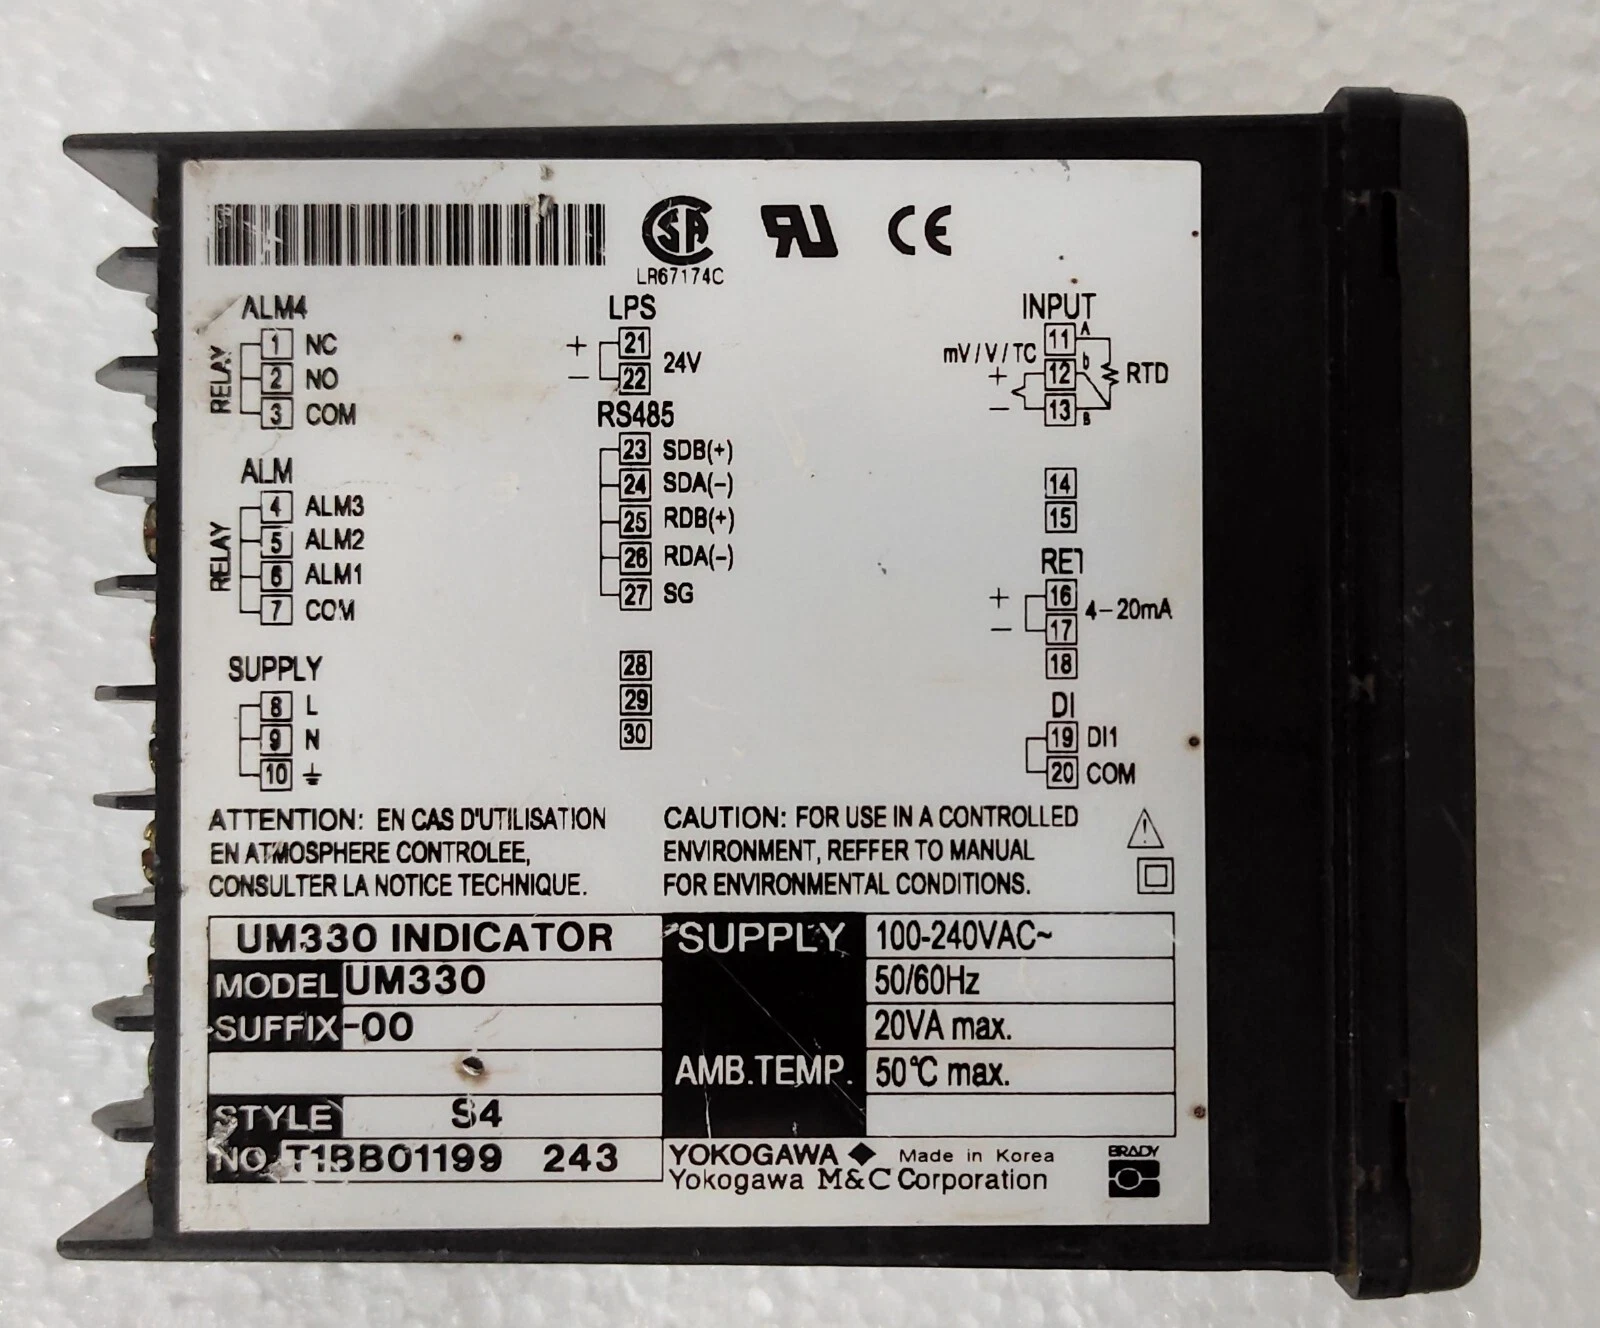 LR67174C
ALM4
RELAY
1 NC
2 NO
3 COM
ALM
RELAY
4 ALM3
5 ALM2
6 ALM1
7 COM
SUPPLY
8 L
9 N
10
LPS
+ 21
24V
- 22
RS485
23 SDB(+)
24 SDA(-)
25 RDB(+)
26 RDA(-)
27 SG
28
29
30
INPUT
11 A
mV/V/TC
+ 12 b
RTD
- 13 B
14
15
RET
+ 16
4-20mA
- 17
18
DI
19 DI1
20 COM
ATTENTION: EN CAS D'UTILISATION
EN ATMOSPHERE CONTROLEE,
CONSULTER LA NOTICE TECHNIQUE.
CAUTION: FOR USE IN A CONTROLLED
ENVIRONMENT, REFFER TO MANUAL
FOR ENVIRONMENTAL CONDITIONS.
UM330 INDICATOR
MODEL UM330
SUFFIX -00
STYLE S4
NO. T1BB01199 243
SUPPLY 100-240VAC~
50/60Hz
20VA max.
AMB.TEMP. 50°C max.
YOKOGAWA ◆ Made in Korea
Yokogawa M&C Corporation
BRADY